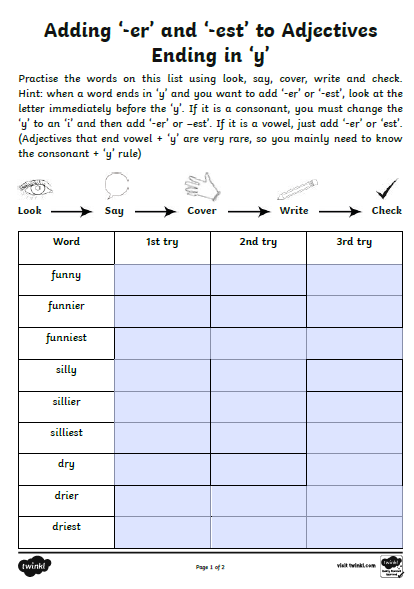 Adding ‘-er’ and ‘-est’ to Adjectives
Ending in ‘y’
Practise the words on this list using look, say, cover, write and check.
Hint: when a word ends in ‘y’ and you want to add ‘-er’ or ‘-est’, look at the
letter immediately before the ‘y’. If it is a consonant, you must change the
‘y’ to an ‘i’ and then add ‘-er’ or –est’. If it is a vowel, just add ‘-er’ or ‘est’.
(Adjectives that end vowel + ‘y’ are very rare, so you mainly need to know
the consonant + ‘y’ rule)
Look Say Cover Write Check
Word 1st try 2nd try 3rd try
funny
funnier
funniest
silly
sillier
silliest
dry
drier
driest
twinkl Page 1 of 2 visit twinkl.com twinkl